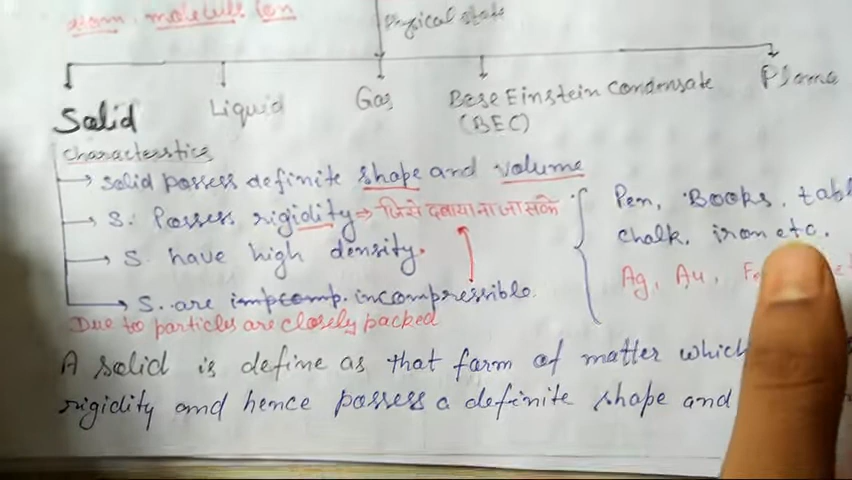 atom, molecule ion
Physical state
Solid
Liquid
Gas
Bose Einstein Condensate
(BEC)
Plasma
Characteristics
Solid possess definite shape and volume
S. Possess rigidity ⇒ जिसे दबाया ना जा सके
S. have high density.
S. are impcomp. incompressible.
Due to particles are closely packed
Pen, Books, tabl
chalk, iron etc.
Ag, Au, Fe
A solid is define as that farm of matter which
rigidity and hence possess a definite shape and